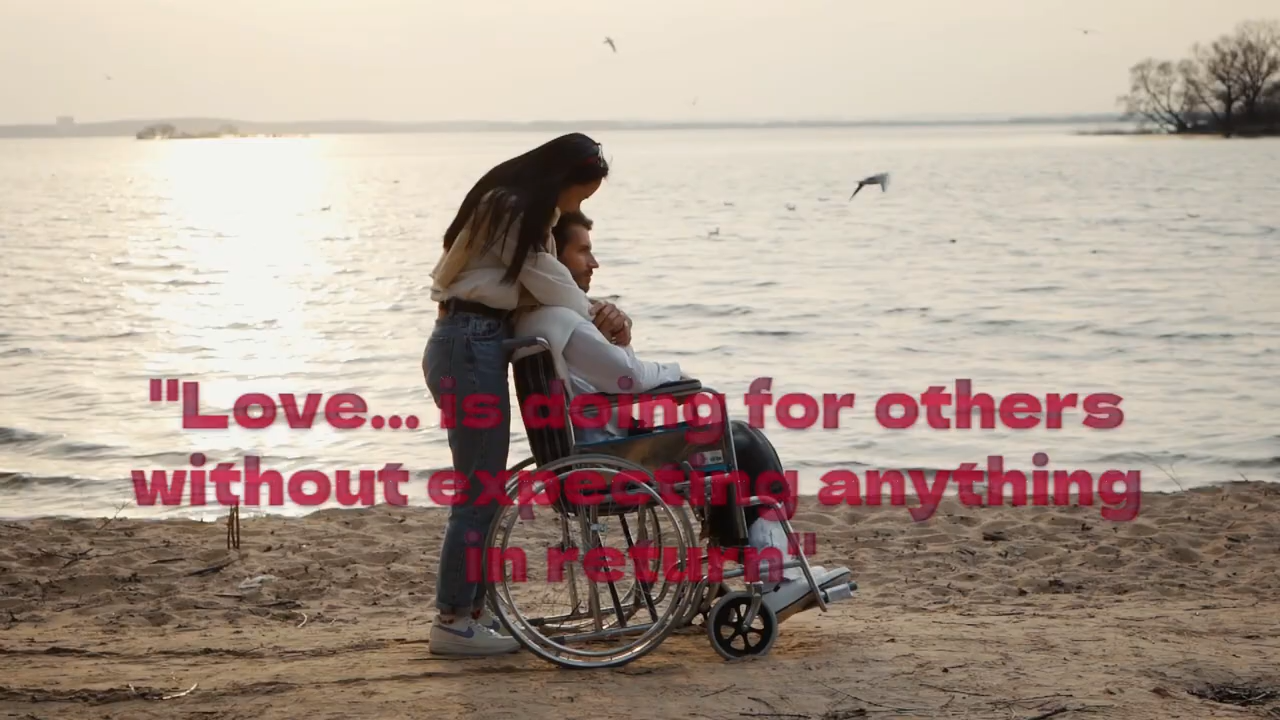 "Love... is doing for others
without expecting anything
in return"